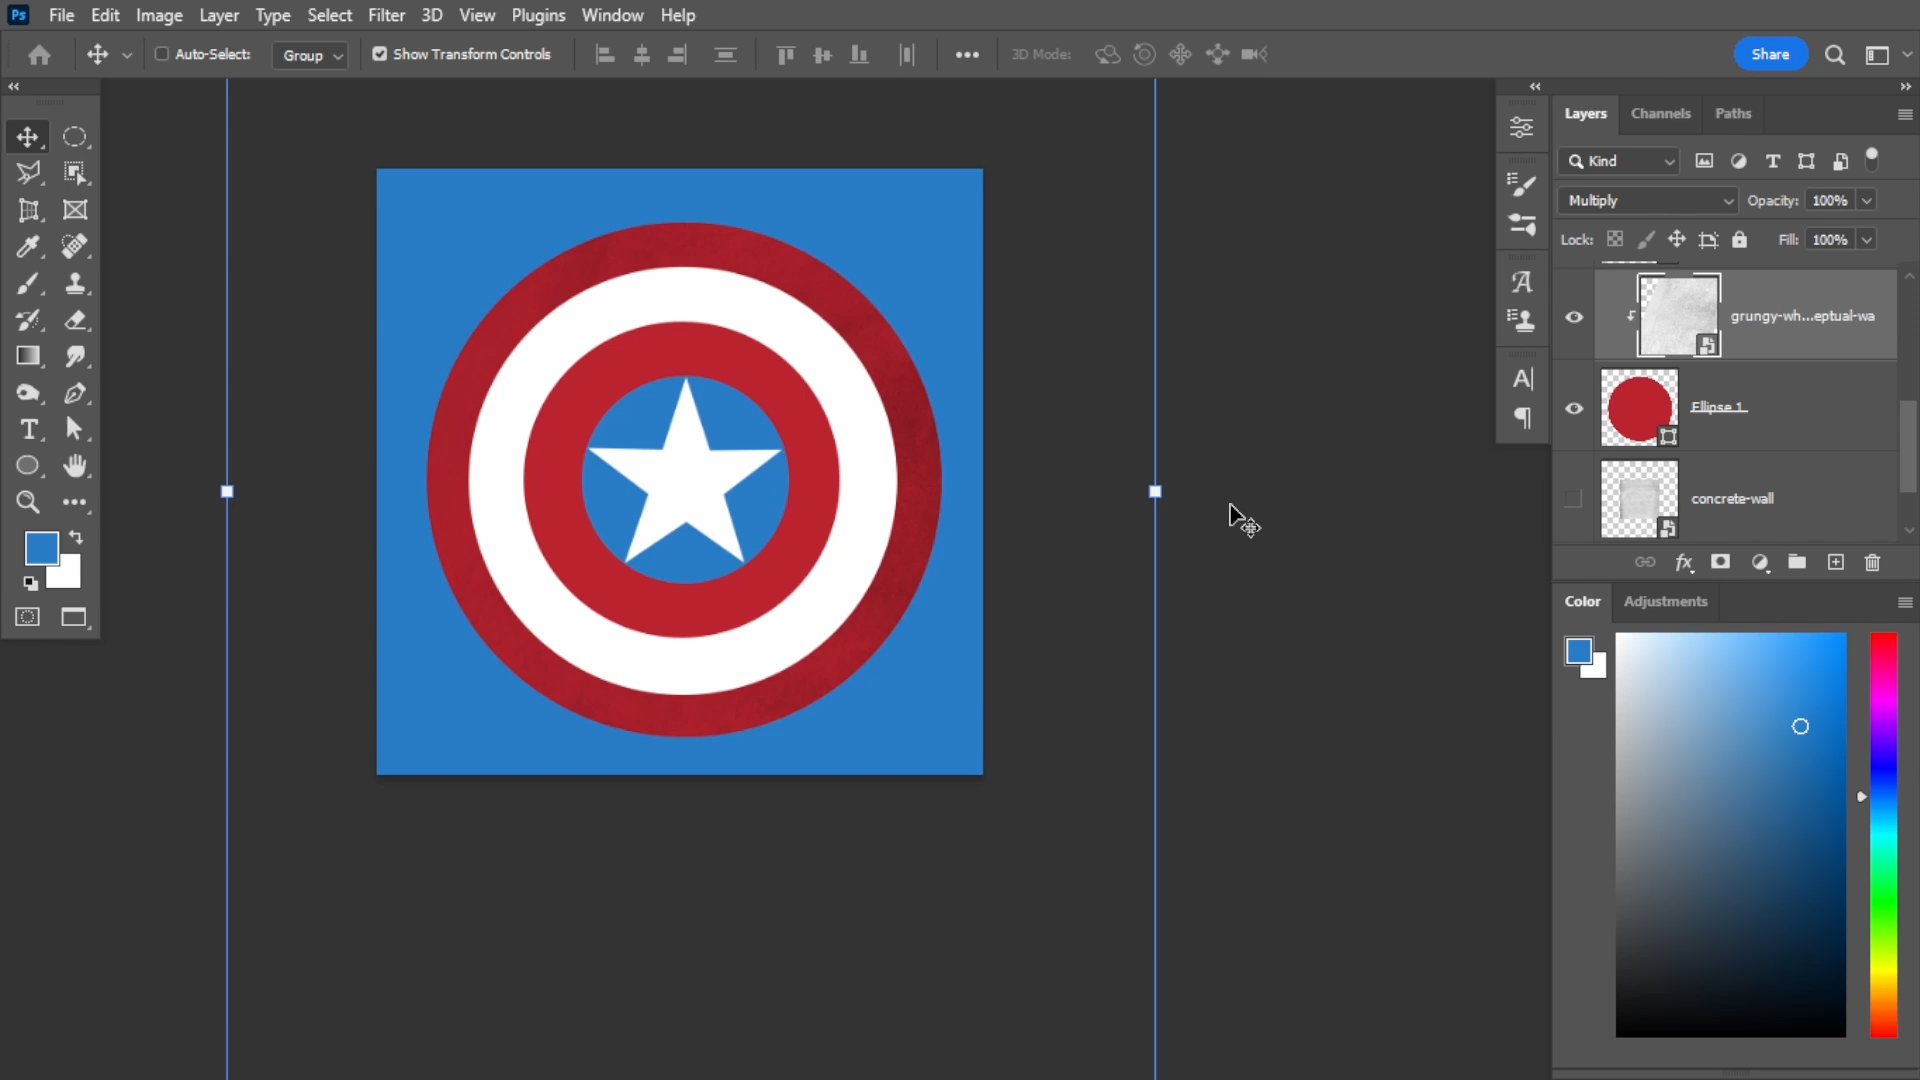 Ps File Edit Image Layer Type Select Filter 3D View Plugins Window Help
Auto-Select: Group Show Transform Controls 3D Mode: Share
Layers Channels Paths
Kind
Multiply Opacity: 100%
Lock: Fill: 100%
grungy-wh...eptual-wa
Ellipse 1
concrete-wall
fx
Color Adjustments